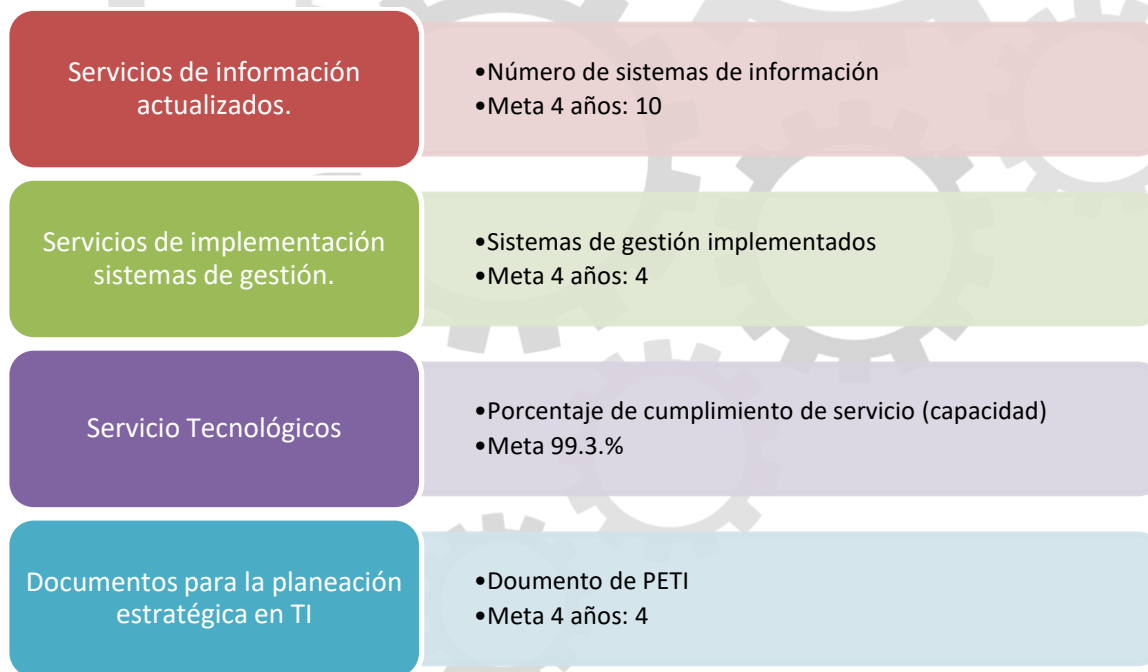 Servicios de información
actualizados.
•Número de sistemas de información
•Meta 4 años: 10
Servicios de implementación
sistemas de gestión.
•Sistemas de gestión implementados
•Meta 4 años: 4
Servicio Tecnológicos
•Porcentaje de cumplimiento de servicio (capacidad)
•Meta 99.3.%
Documentos para la planeación
estratégica en TI
•Doumento de PETI
•Meta 4 años: 4